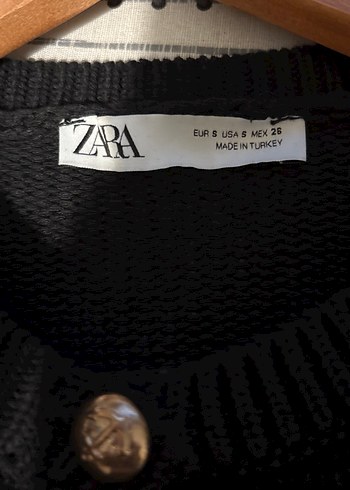 ZARA
EUR S USA S MEX 26
MADE IN TURKEY